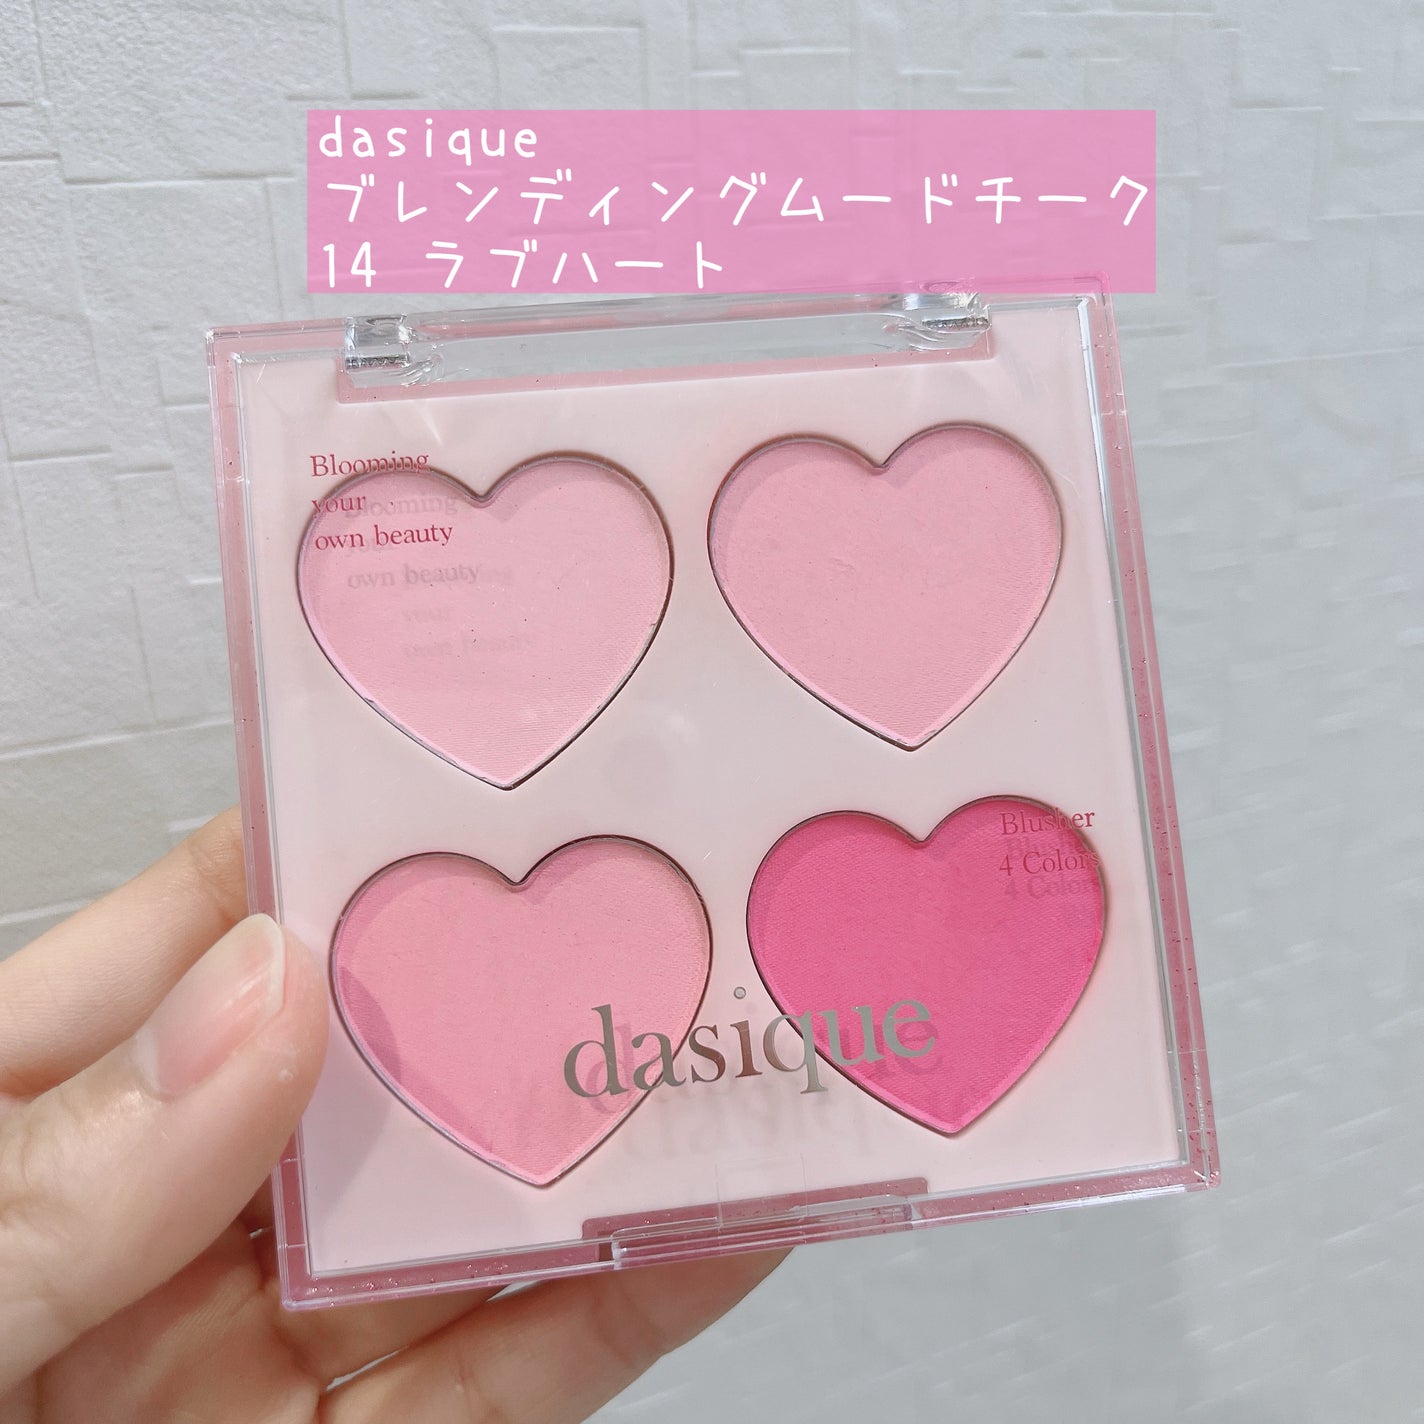 dasique
ブレンディングムードチーク
14 ラブハート
Blooming
your
own beauty
Blusher
4 Colors
dasique